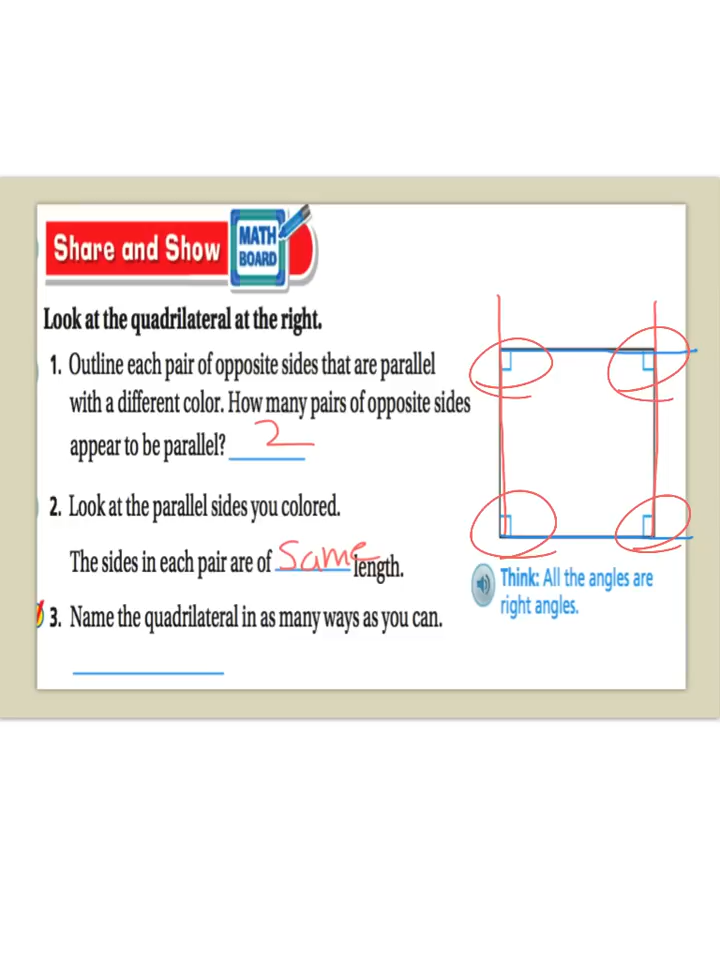 Share and Show
MATH
BOARD
Look at the quadrilateral at the right.
1. Outline each pair of opposite sides that are parallel
with a different color. How many pairs of opposite sides
appear to be parallel? 2
2. Look at the parallel sides you colored.
The sides in each pair are of same length.
3. Name the quadrilateral in as many ways as you can.
Think: All the angles are
right angles.